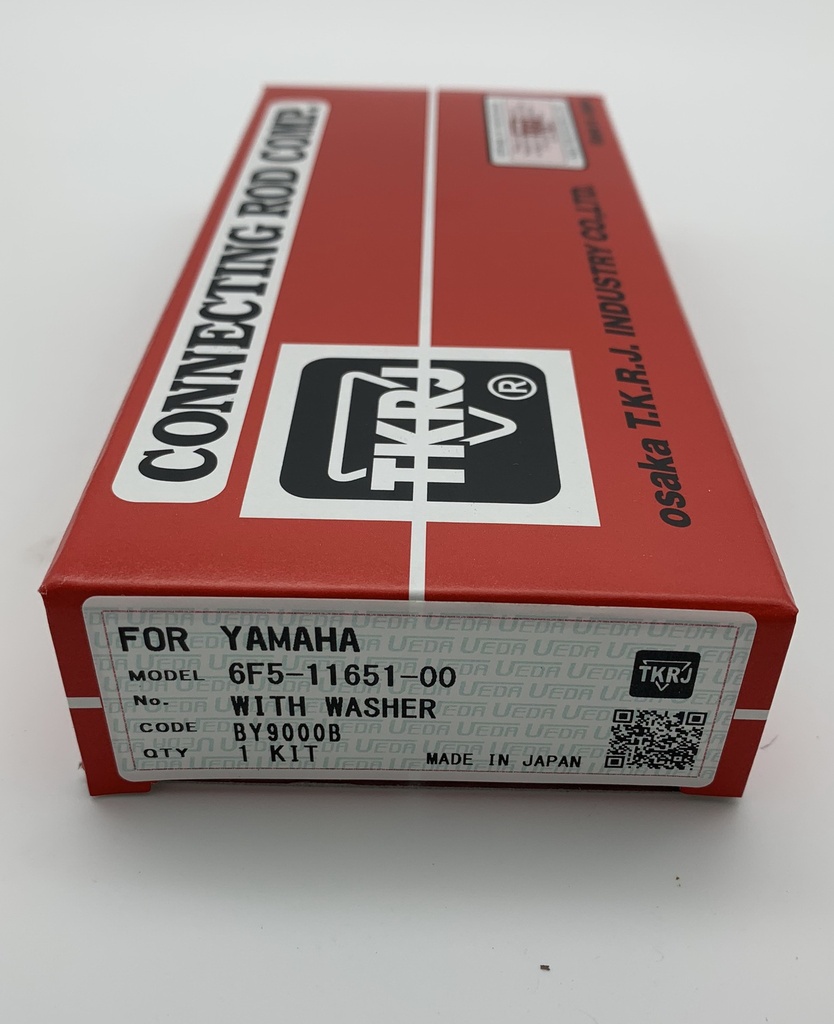 CONNECTING ROD COMP.
TKRJ
®
osaka T.K.R.J. INDUSTRY CO.,LTD.
FOR YAMAHA
MODEL 6F5-11651-00
No. WITH WASHER
CODE BY9000B
QTY 1 KIT
MADE IN JAPAN
TKRJ
UEDA